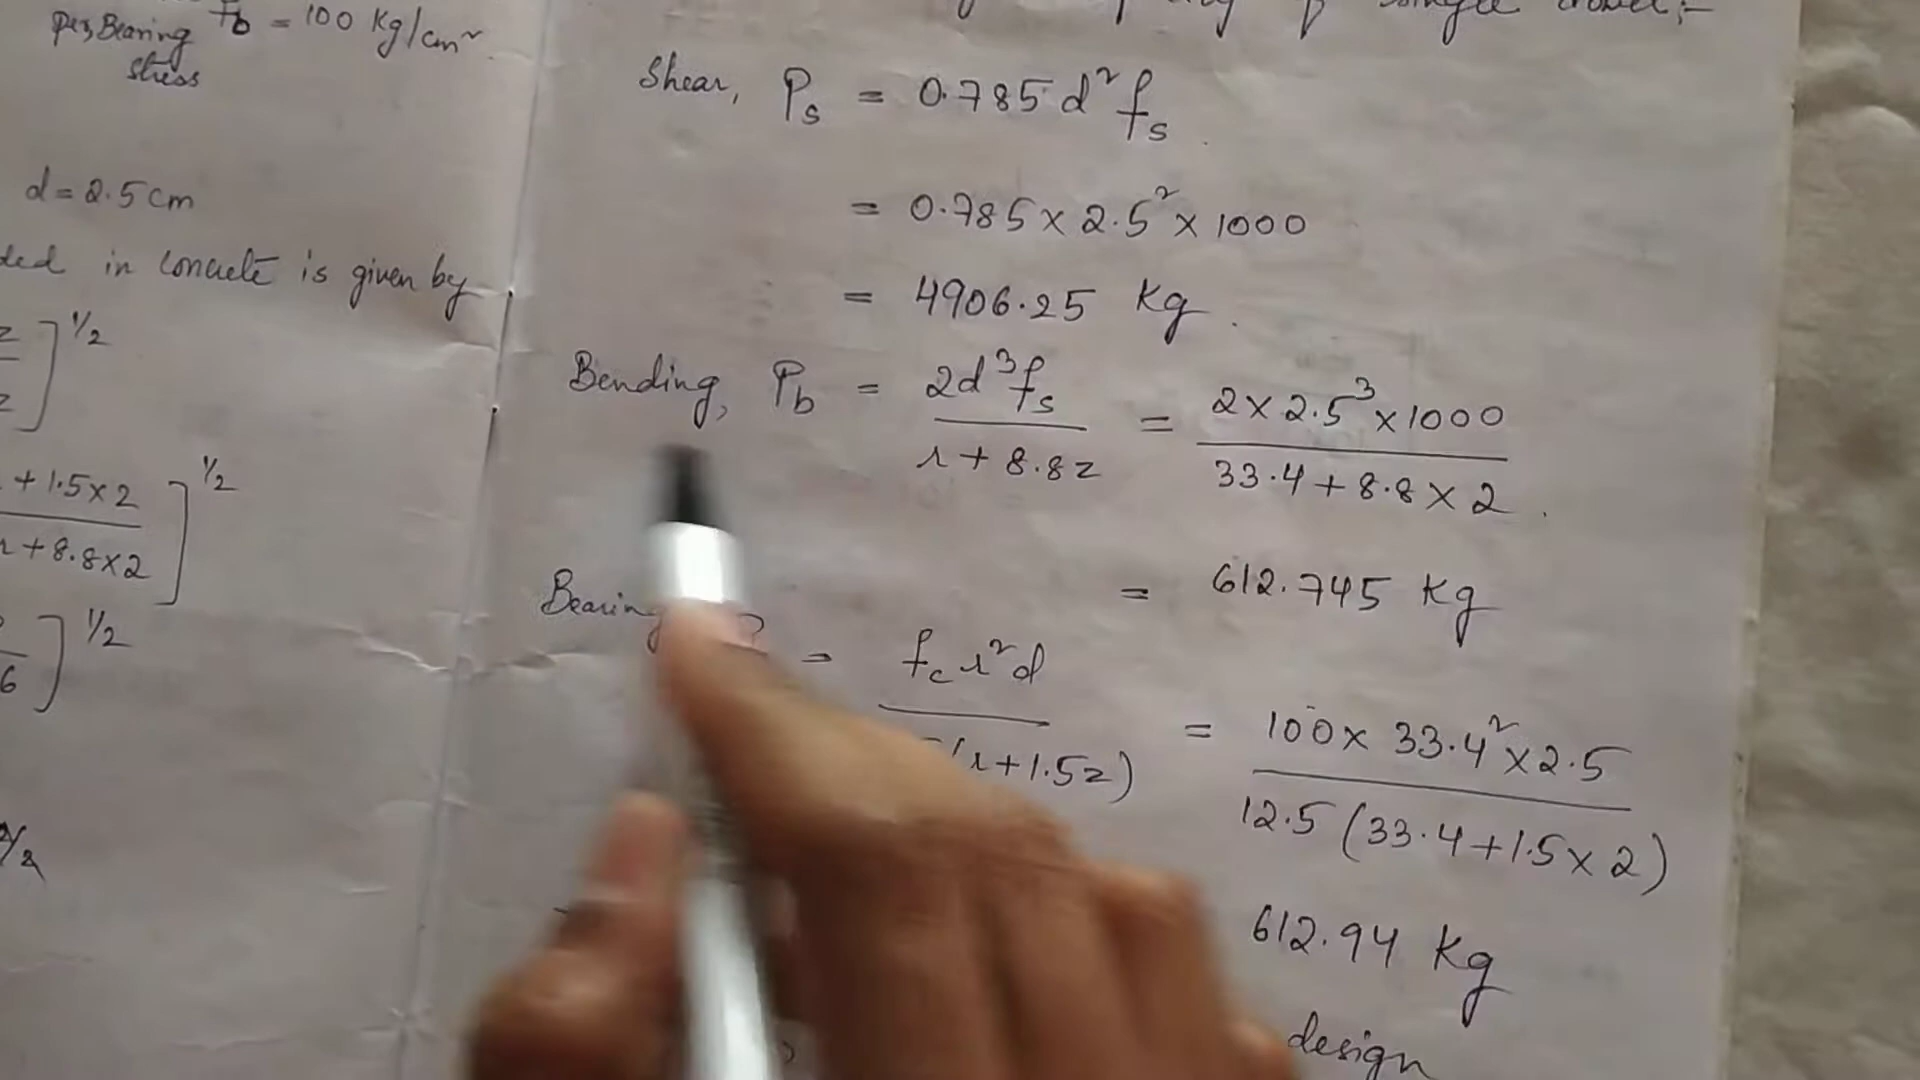 per Bearing fb = 100 Kg/cm²
stress
d = 2.5 cm
in concrete is given by
]^1/2
+ 1.5 x 2 ]^1/2
r + 8.8 x 2
6 ]^1/2
single dowel :-
Shear, Ps = 0.785 d² fs
= 0.785 x 2.5² x 1000
= 4906.25 Kg.
Bending, Pb = 2d³fs / r + 8.8z = 2 x 2.5³ x 1000 / 33.4 + 8.8 x 2.
= 612.745 Kg
Bearing = fc r² d / (r + 1.5z) = 100 x 33.4² x 2.5 / 12.5 (33.4 + 1.5 x 2)
612.94 Kg
design